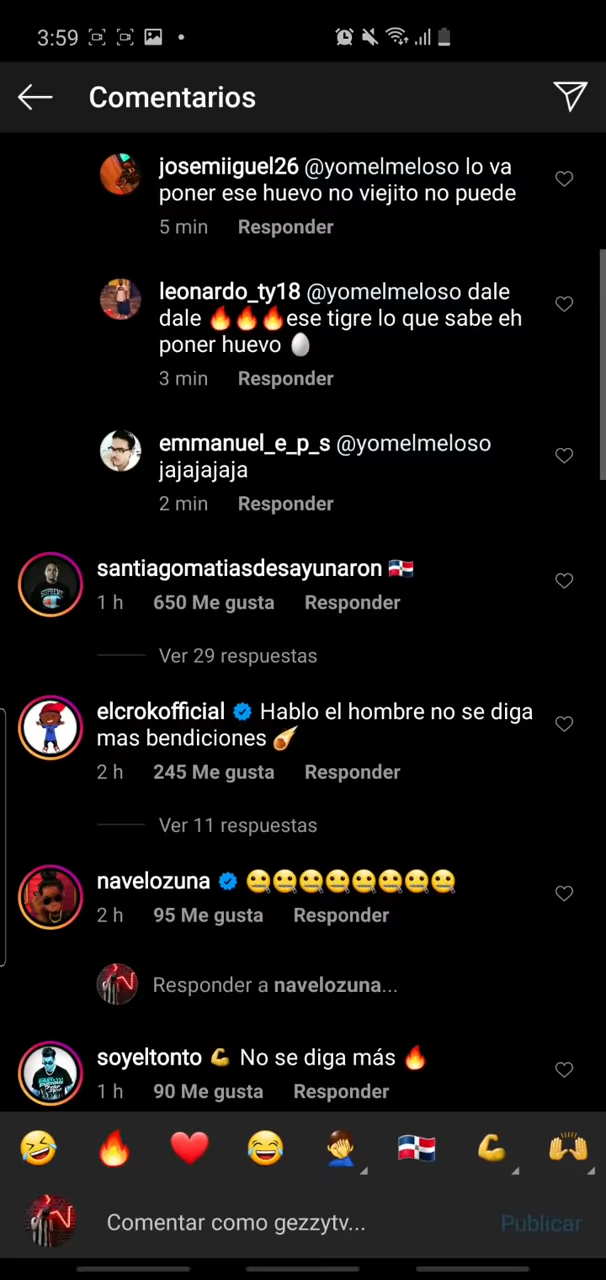 3:59
Comentarios
josemiiguel26 @yomelmeloso lo va
poner ese huevo no viejito no puede
5 min Responder
leonardo_ty18 @yomelmeloso dale
dale 🔥🔥🔥ese tigre lo que sabe eh
poner huevo 🥚
3 min Responder
emmanuel_e_p_s @yomelmeloso
jajajajaja
2 min Responder
santiagomatiasdesayunaron 🇩🇴
1 h 650 Me gusta Responder
Ver 29 respuestas
elcrokofficial Hablo el hombre no se diga
mas bendiciones ☄️
2 h 245 Me gusta Responder
Ver 11 respuestas
navelozuna 🤐🤐🤐🤐🤐🤐🤐🤐
2 h 95 Me gusta Responder
Responder a navelozuna...
soyeltonto 💪 No se diga más 🔥
1 h 90 Me gusta Responder
🤣 🔥 ❤️ 😂 🤦‍♂️ 🇩🇴 💪 🙌
Comentar como gezzytv... Publicar